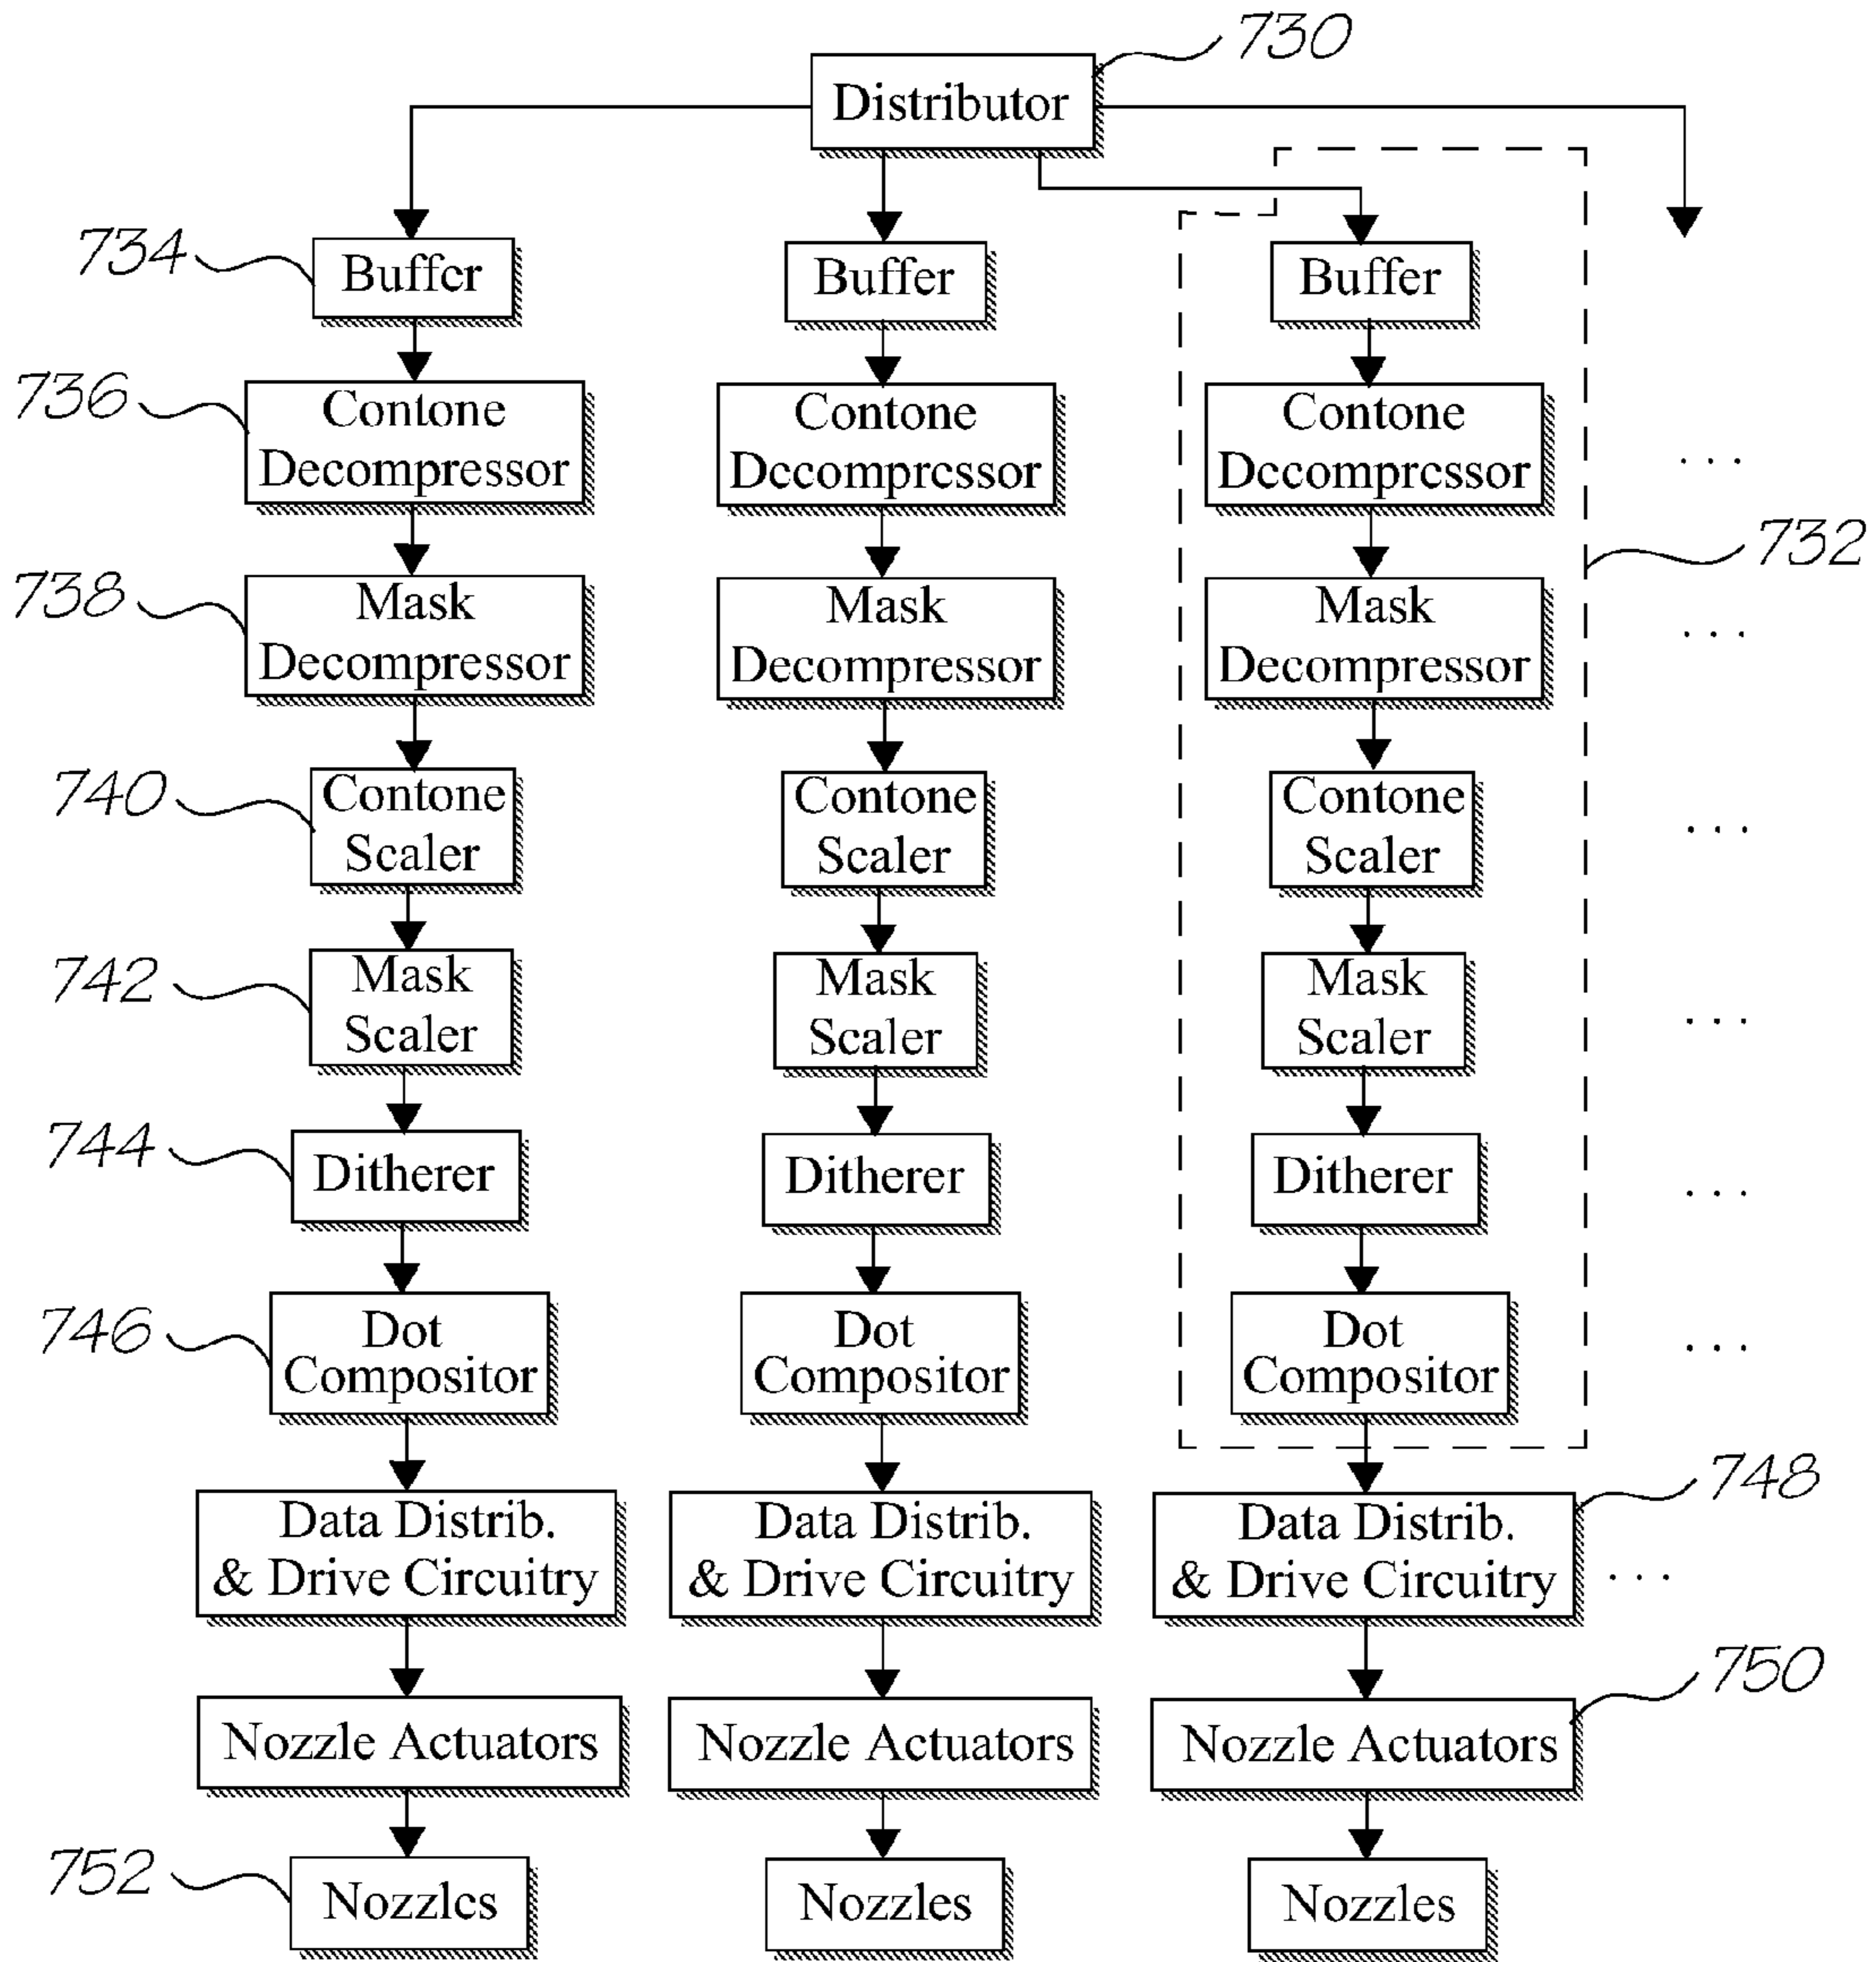 730
Distributor
734
Buffer
Buffer
Buffer
736
Contone
Decompressor
Contone
Decompressor
Contone
Decompressor
. . .
732
738
Mask
Decompressor
Mask
Decompressor
Mask
Decompressor
. . .
740
Contone
Scaler
Contone
Scaler
Contone
Scaler
. . .
742
Mask
Scaler
Mask
Scaler
Mask
Scaler
. . .
744
Ditherer
Ditherer
Ditherer
. . .
746
Dot
Compositor
Dot
Compositor
Dot
Compositor
. . .
748
Data Distrib.
& Drive Circuitry
Data Distrib.
& Drive Circuitry
Data Distrib.
& Drive Circuitry
. . .
750
Nozzle Actuators
Nozzle Actuators
Nozzle Actuators
752
Nozzles
Nozzles
Nozzles